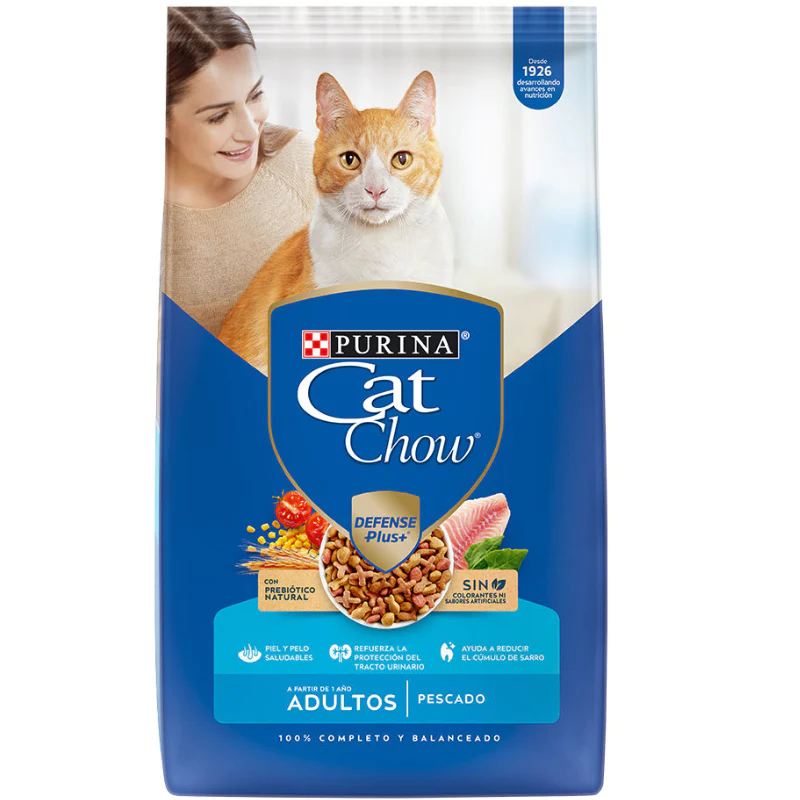 Desde
1926
desarrollando
avances en
nutrición
PURINA®
Cat
Chow®
DEFENSE
Plus+
CON
PREBIÓTICO
NATURAL
SIN
COLORANTES NI
SABORES ARTIFICIALES
PIEL Y PELO
SALUDABLES
REFUERZA LA
PROTECCIÓN DEL
TRACTO URINARIO
AYUDA A REDUCIR
EL CÚMULO DE SARRO
A PARTIR DE 1 AÑO
ADULTOS
PESCADO
100% COMPLETO Y BALANCEADO